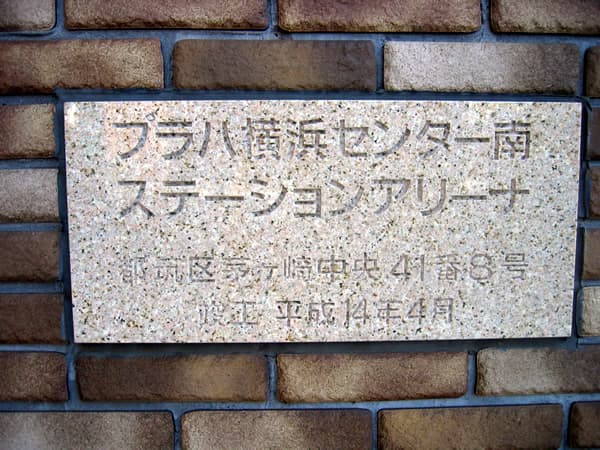 プラハ横浜センター南
ステーションアリーナ
都筑区茅ヶ崎中央41番8号
竣工 平成14年4月